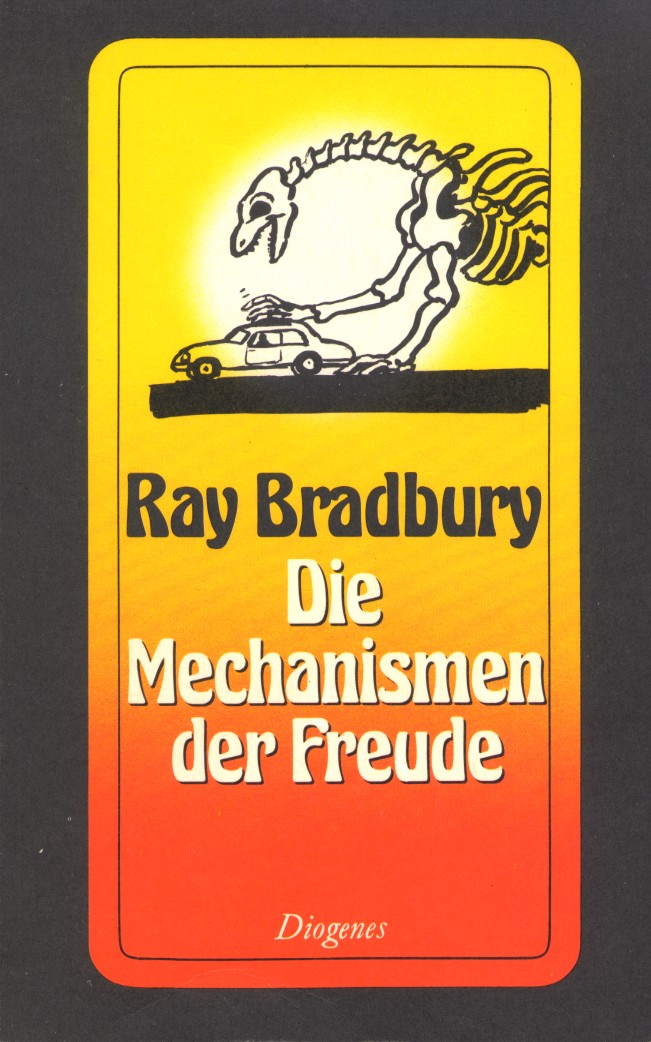 Ray Bradbury
Die
Mechanismen
der Freude
Diogenes